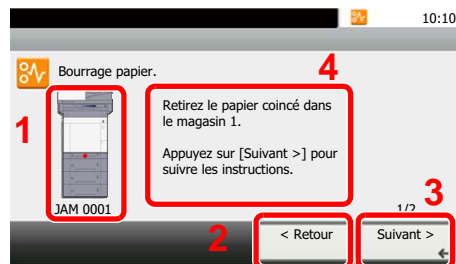 10:10
Bourrage papier.
4
1
Retirez le papier coincé dans
le magasin 1.
Appuyez sur [Suivant >] pour
suivre les instructions.
JAM 0001
1/2
3
2
< Retour
Suivant >